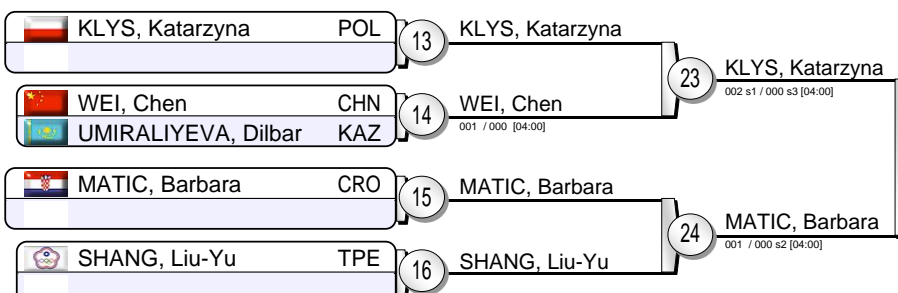 KLYS, Katarzyna POL
13
KLYS, Katarzyna
WEI, Chen CHN
UMIRALIYEVA, Dilbar KAZ
14
WEI, Chen
001 / 000 [04:00]
23
KLYS, Katarzyna
002 s1 / 000 s3 [04:00]
MATIC, Barbara CRO
15
MATIC, Barbara
SHANG, Liu-Yu TPE
16
SHANG, Liu-Yu
24
MATIC, Barbara
001 / 000 s2 [04:00]